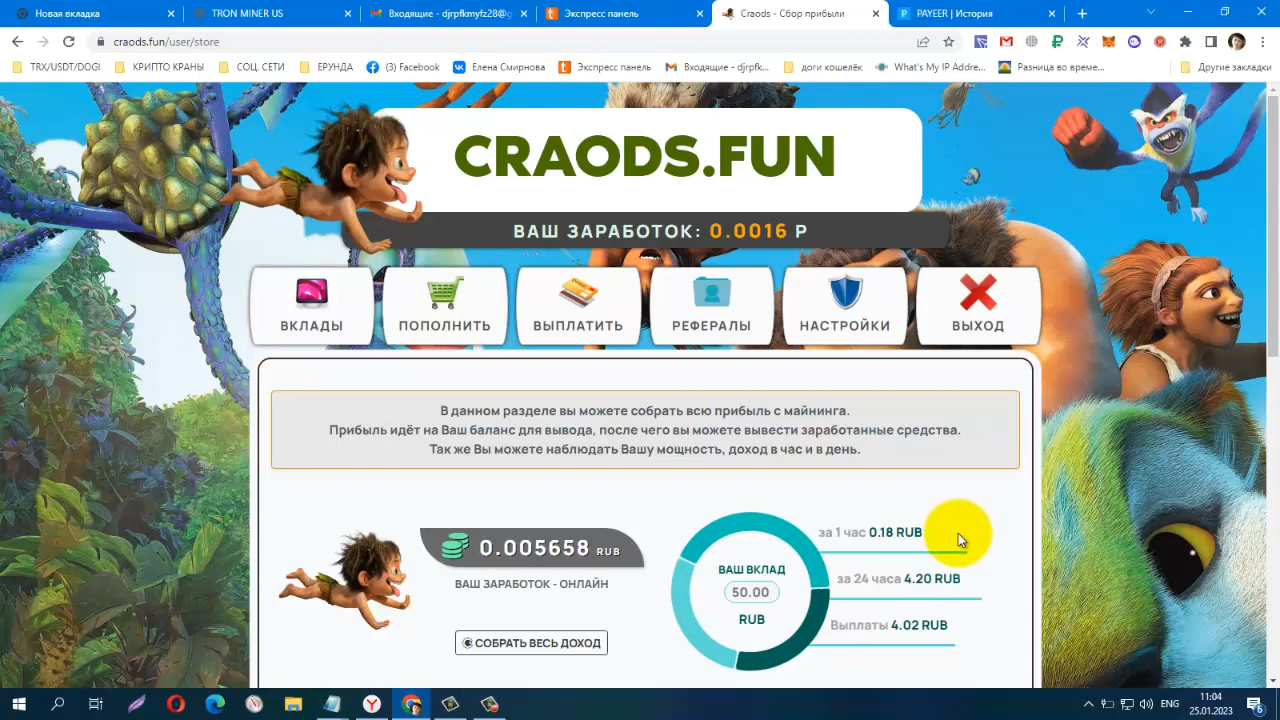 Новая вкладка
TRON MINER US
Входящие - djrpfkmyfz28@g
Экспресс панель
Craods - Сбор прибыли
PAYEER | История
craods.fun/user/store
TRX/USDT/DOGI
КРИПТО КРАНЫ
СОЦ. СЕТИ
ЕРУНДА
(3) Facebook
Елена Смирнова
Экспресс панель
Входящие - djrpfk...
доги кошелёк
What's My IP Addre...
Разница во време...
Другие закладки
CRAODS.FUN
ВАШ ЗАРАБОТОК: 0.0016 Р
ВКЛАДЫ
ПОПОЛНИТЬ
ВЫПЛАТИТЬ
РЕФЕРАЛЫ
НАСТРОЙКИ
ВЫХОД
В данном разделе вы можете собрать всю прибыль с майнинга.
Прибыль идёт на Ваш баланс для вывода, после чего вы можете вывести заработанные средства.
Так же Вы можете наблюдать Вашу мощность, доход в час и в день.
0.005658 RUB
ВАШ ЗАРАБОТОК - ОНЛАЙН
СОБРАТЬ ВЕСЬ ДОХОД
ВАШ ВКЛАД
50.00
RUB
за 1 час 0.18 RUB
за 24 часа 4.20 RUB
Выплаты 4.02 RUB
ENG
11:04
25.01.2023
6